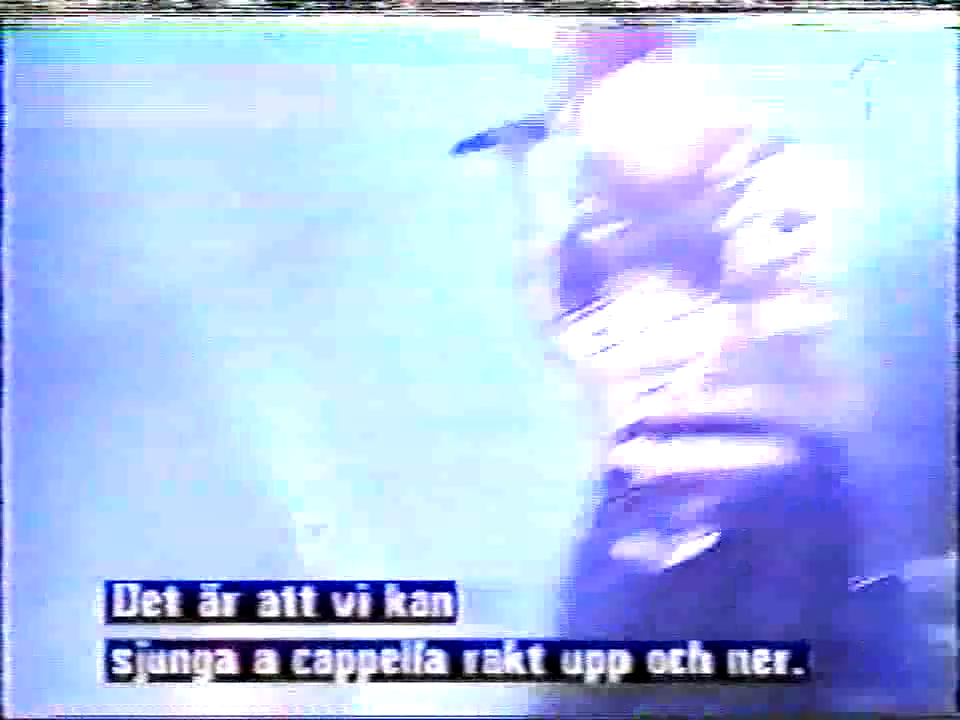 Det är att vi kan
sjunga a cappella rakt upp och ner.